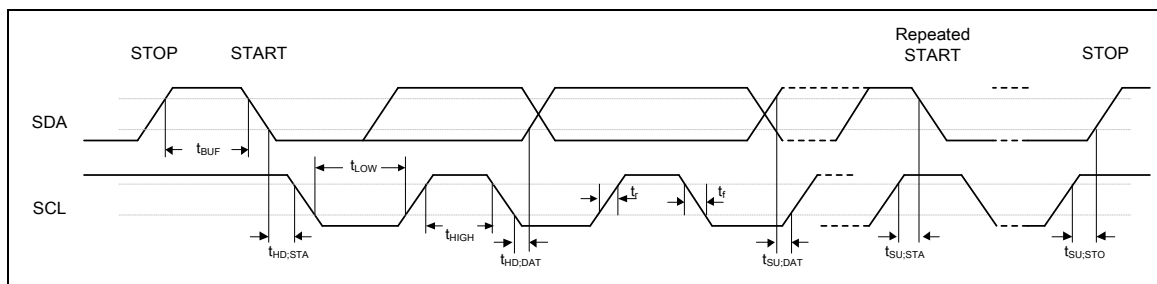 Repeated
STOP START START STOP
SDA
tBUF
tLOW
SCL
tr tf
tHIGH
tHD;STA tHD;DAT tSU;DAT tSU;STA tSU;STO